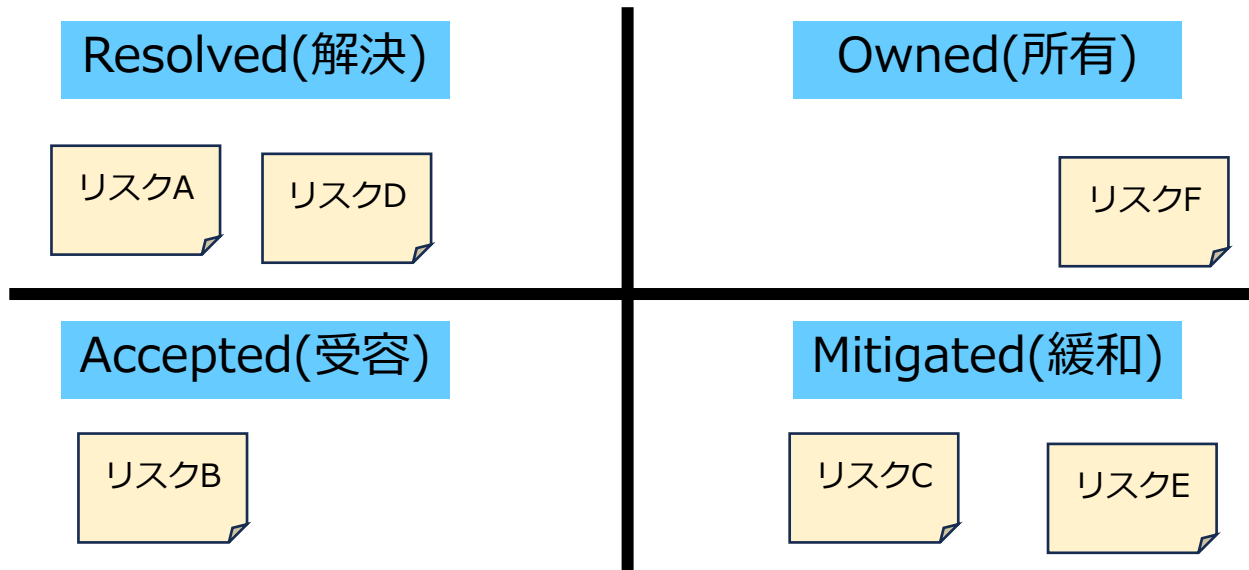 Resolved(解決)
Owned(所有)
リスクA
リスクD
リスクF
Accepted(受容)
Mitigated(緩和)
リスクB
リスクC
リスクE